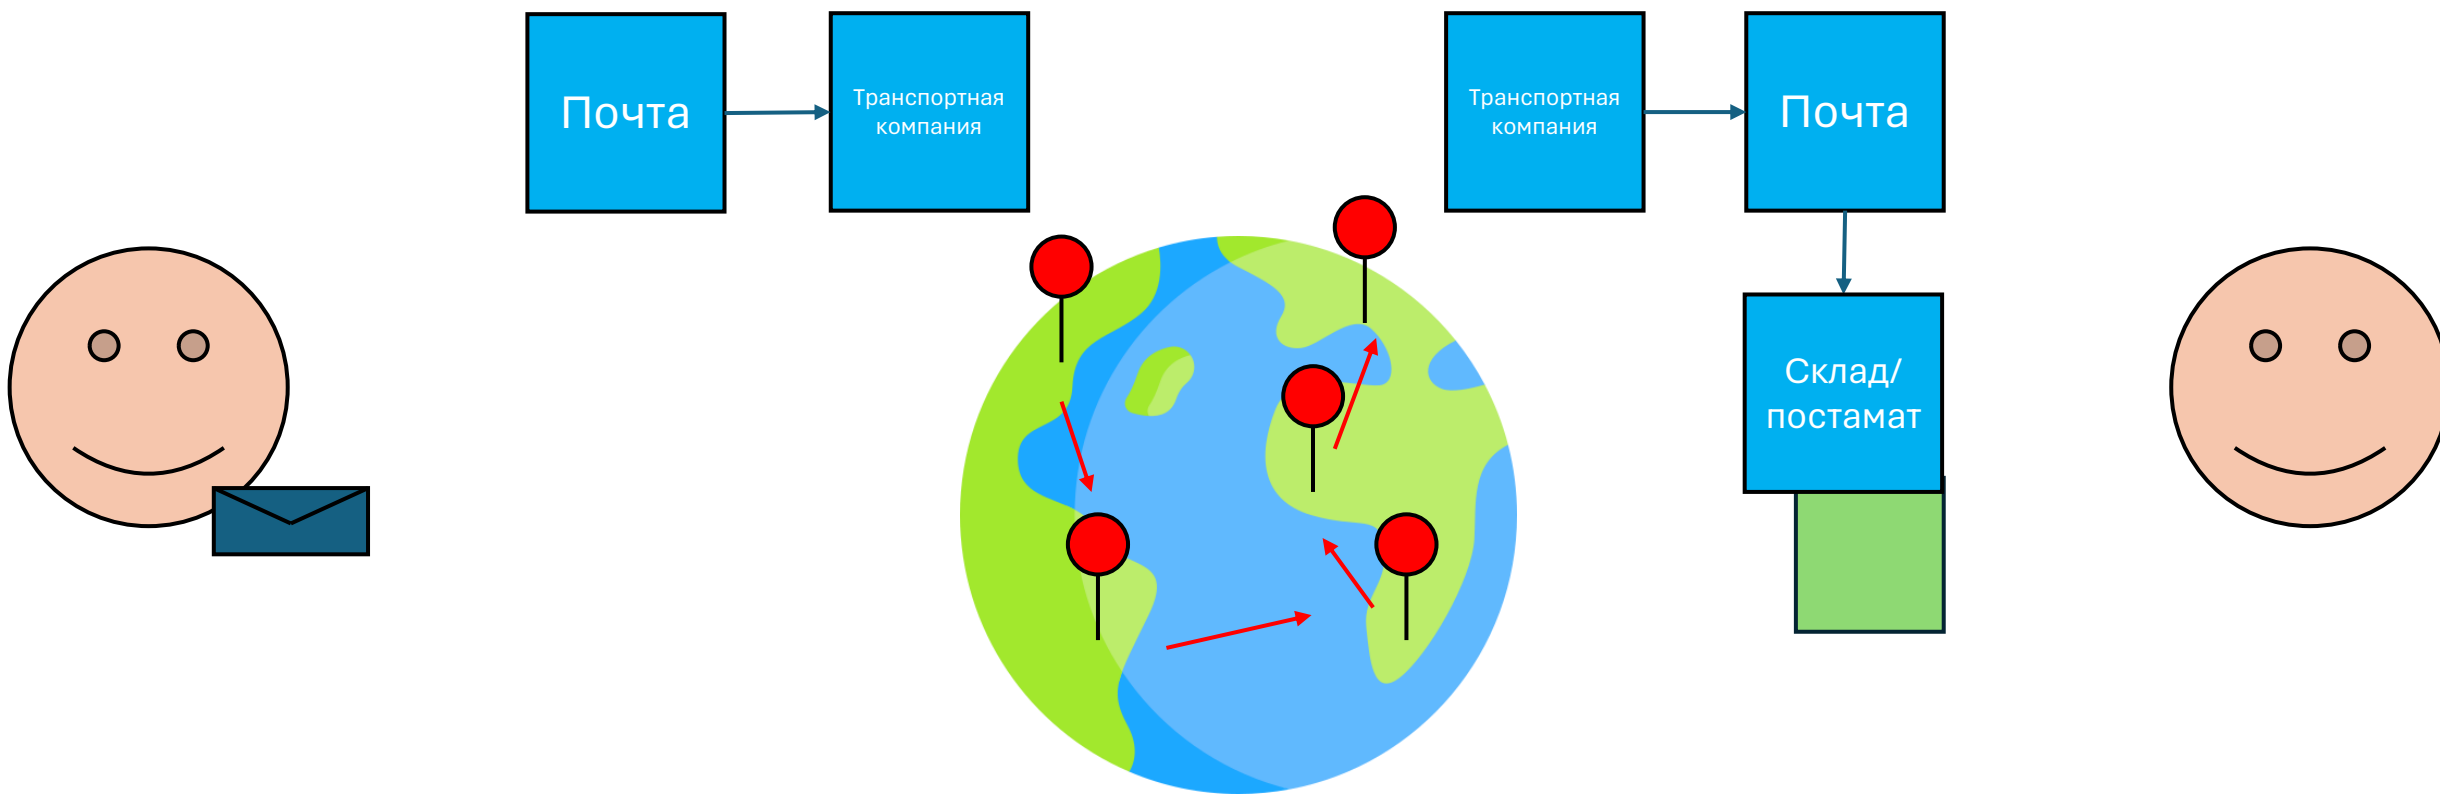 Почта
Транспортная
компания
Транспортная
компания
Почта
Склад/
постамат